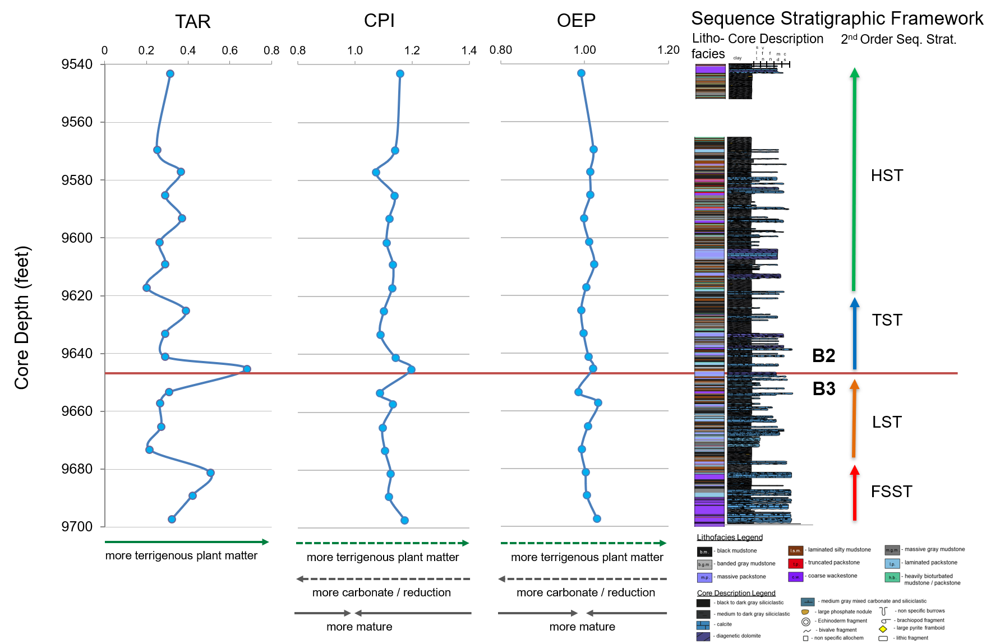 TAR
CPI
OEP
Sequence Stratigraphic Framework
Litho-
facies
Core Description
2nd Order Seq. Strat.
0 0.2 0.4 0.6 0.8
0.8 1.0 1.2 1.4
0.80 1.00 1.20
clay
slt
vfn
fn
md
cs
Core Depth (feet)
9540
9560
9580
9600
9620
9640
9660
9680
9700
HST
TST
B2
B3
LST
FSST
more terrigenous plant matter
more terrigenous plant matter
more carbonate / reduction
more mature
more terrigenous plant matter
more carbonate / reduction
more mature
Lithofacies Legend
b.m. - black mudstone
b.g.m - banded gray mudstone
m.p. - massive packstone
l.s.m. - laminated silty mudstone
t.p. - truncated packstone
c.w. - coarse wackestone
m.g.m - massive gray mudstone
l.p. - laminated packstone
h.b. - heavily bioturbated
mudstone / packstone
Core Description Legend
- black to dark gray siliciclastic
- medium to dark gray siliciclastic
- calcite
- diagenetic dolomite
- medium gray mixed carbonate and siliciclastic
- large phosphate nodule
- Echinoderm fragment
- bivalve fragment
- non specific allochem
- non specific burrows
- brachiopod fragment
- large pyrite framboid
- lithic fragment